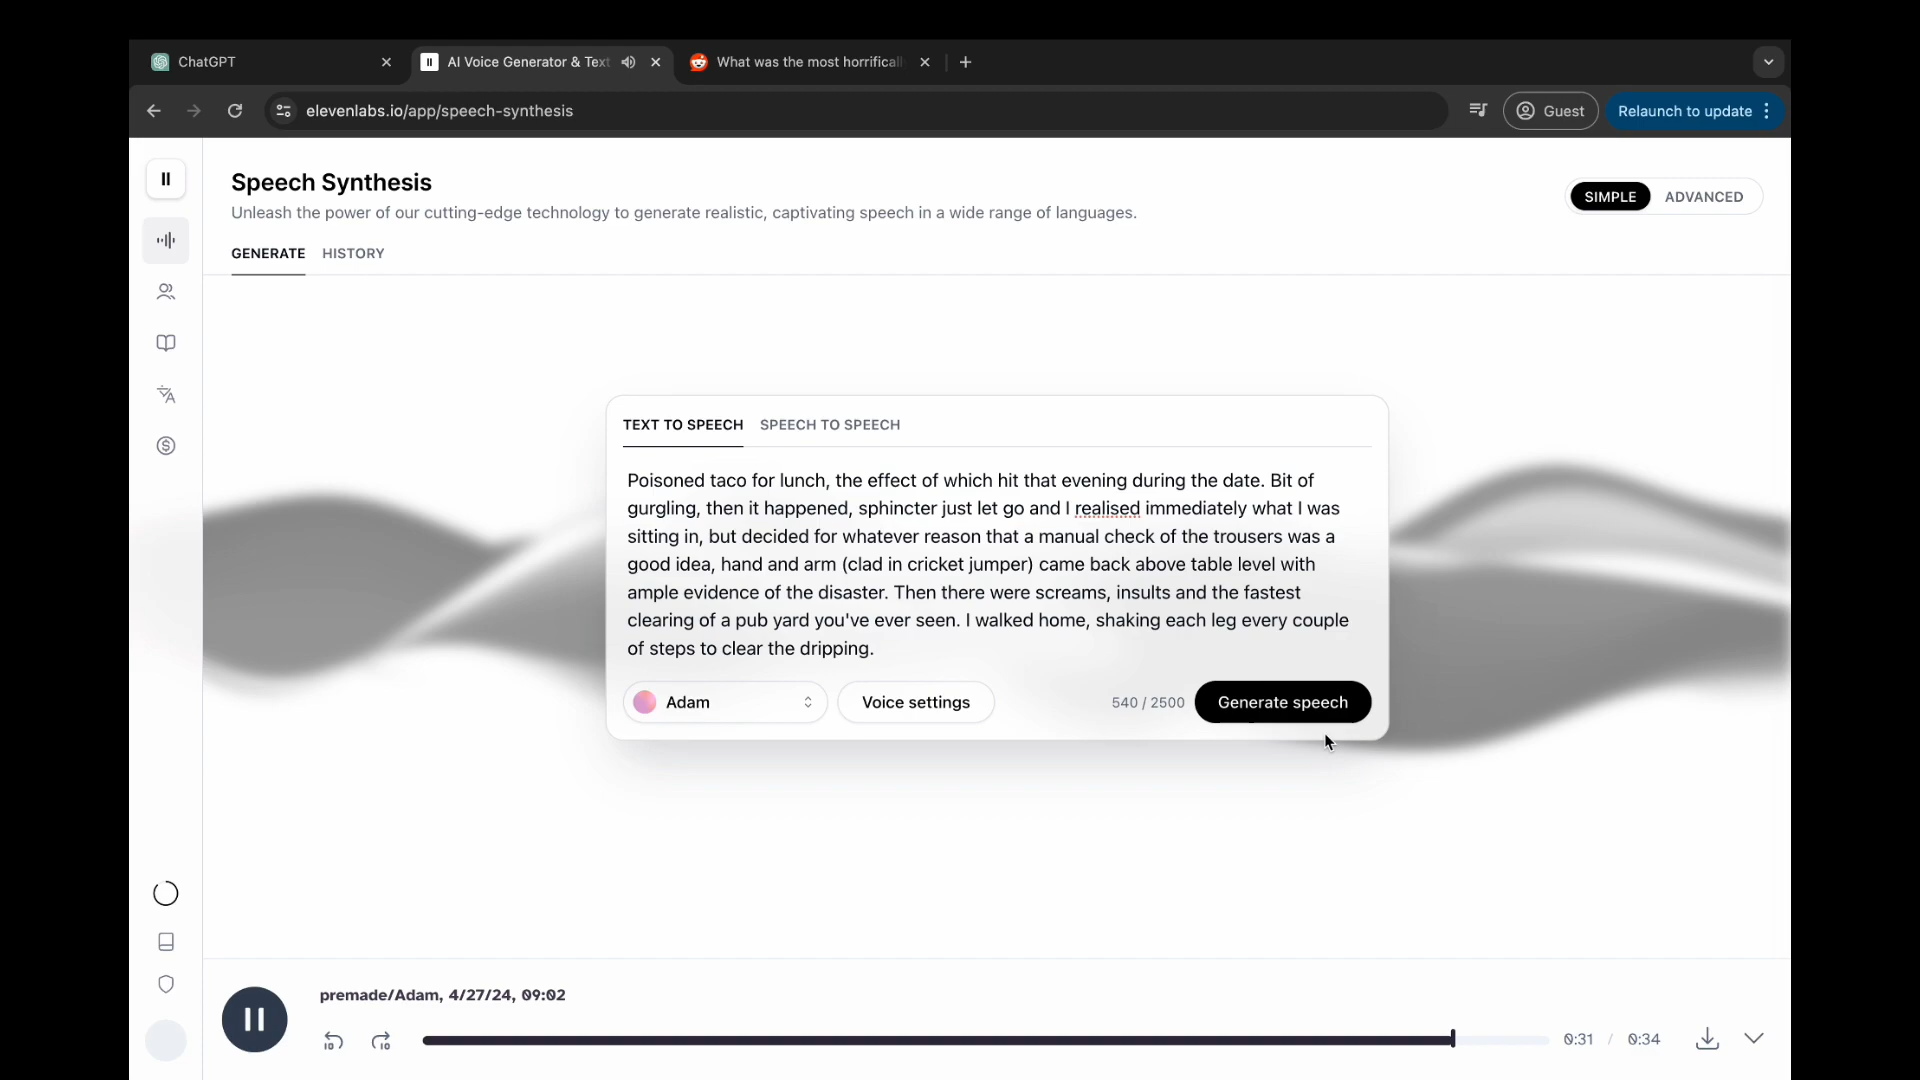 ChatGPT
AI Voice Generator & Text
What was the most horrifical
elevenlabs.io/app/speech-synthesis
Guest
Relaunch to update
Speech Synthesis
Unleash the power of our cutting-edge technology to generate realistic, captivating speech in a wide range of languages.
SIMPLE
ADVANCED
GENERATE
HISTORY
TEXT TO SPEECH
SPEECH TO SPEECH
Poisoned taco for lunch, the effect of which hit that evening during the date. Bit of
gurgling, then it happened, sphincter just let go and I realised immediately what I was
sitting in, but decided for whatever reason that a manual check of the trousers was a
good idea, hand and arm (clad in cricket jumper) came back above table level with
ample evidence of the disaster. Then there were screams, insults and the fastest
clearing of a pub yard you've ever seen. I walked home, shaking each leg every couple
of steps to clear the dripping.
Adam
Voice settings
540 / 2500
Generate speech
premade/Adam, 4/27/24, 09:02
10
10
0:31 / 0:34